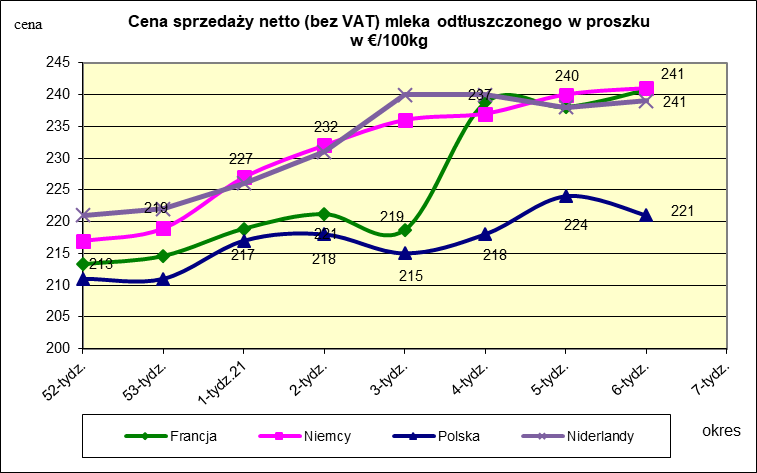 cena
Cena sprzedaży netto (bez VAT) mleka odtłuszczonego w proszku
w €/100kg
245
240
235
230
225
220
215
210
205
200
241
240
237
241
232
227
219
219
221
221
224
213
217
218
218
215
52-tydz.
53-tydz.
1-tydz.21
2-tydz.
3-tydz.
4-tydz.
5-tydz.
6-tydz.
7-tydz.
Francja
Niemcy
Polska
Niderlandy
okres